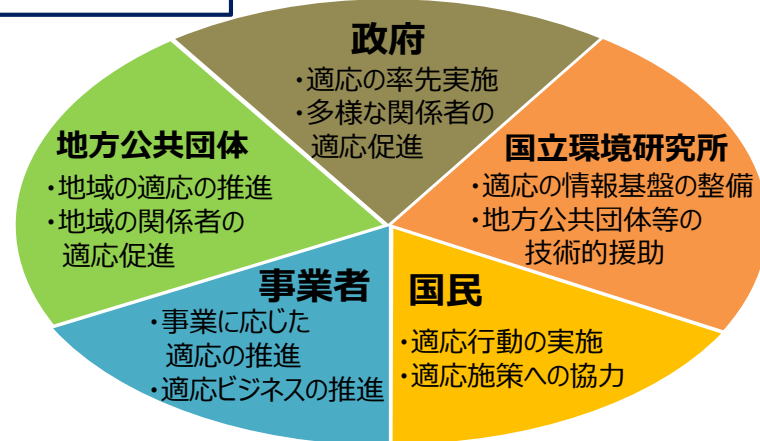 政府
・適応の率先実施
・多様な関係者の
適応促進
国立環境研究所
・適応の情報基盤の整備
・地方公共団体等の
技術的援助
国民
・適応行動の実施
・適応施策への協力
事業者
・事業に応じた
適応の推進
・適応ビジネスの推進
地方公共団体
・地域の適応の推進
・地域の関係者の
適応促進